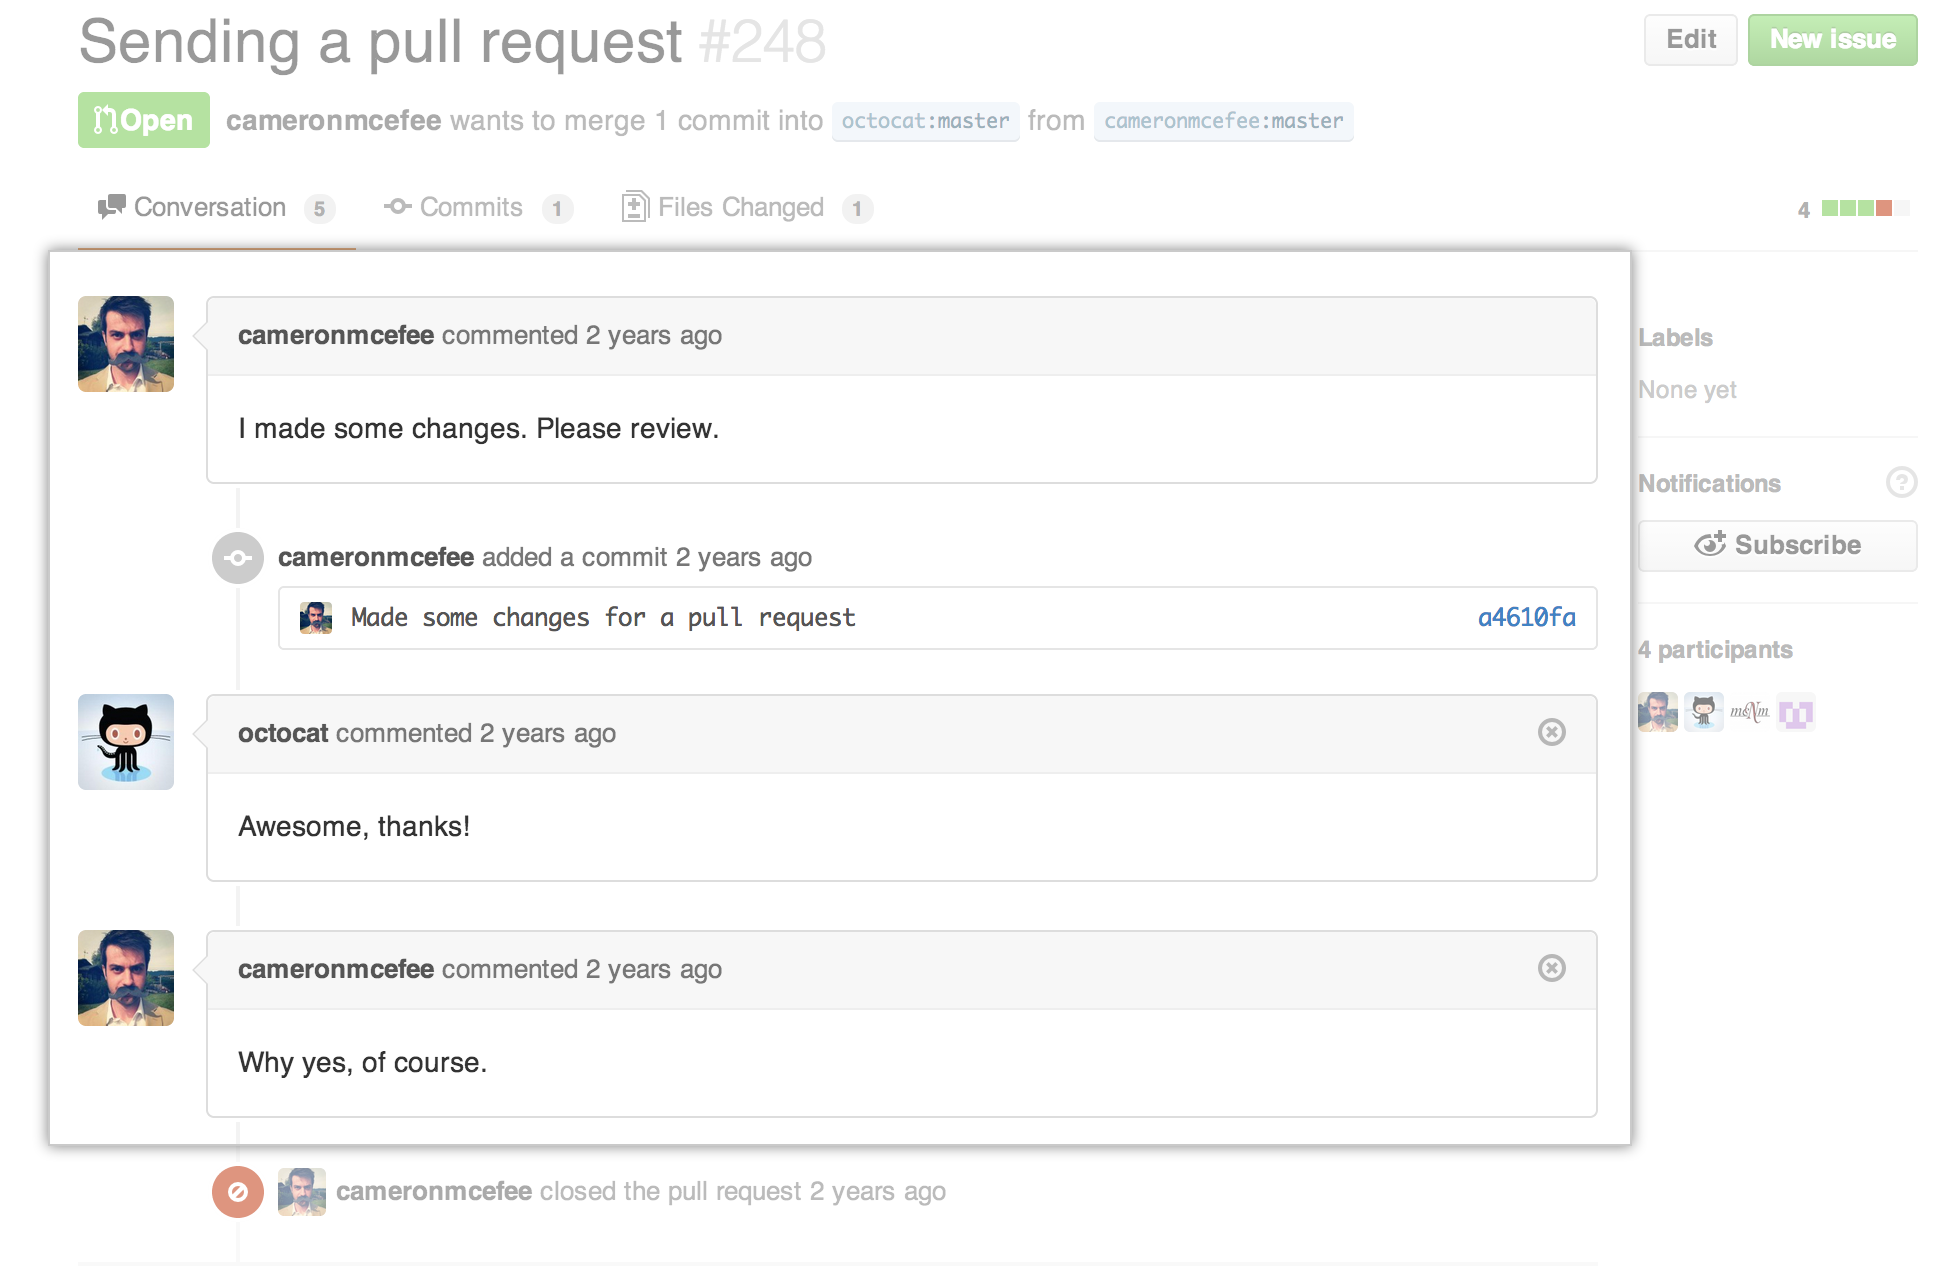 Sending a pull request #248
Edit
New issue
Open
cameronmcefee wants to merge 1 commit into octocat:master from cameronmcefee:master
Conversation 5
Commits 1
Files Changed 1
4
cameronmcefee commented 2 years ago
I made some changes. Please review.
Labels
None yet
Notifications
Subscribe
cameronmcefee added a commit 2 years ago
Made some changes for a pull request
a4610fa
4 participants
octocat commented 2 years ago
Awesome, thanks!
cameronmcefee commented 2 years ago
Why yes, of course.
cameronmcefee closed the pull request 2 years ago